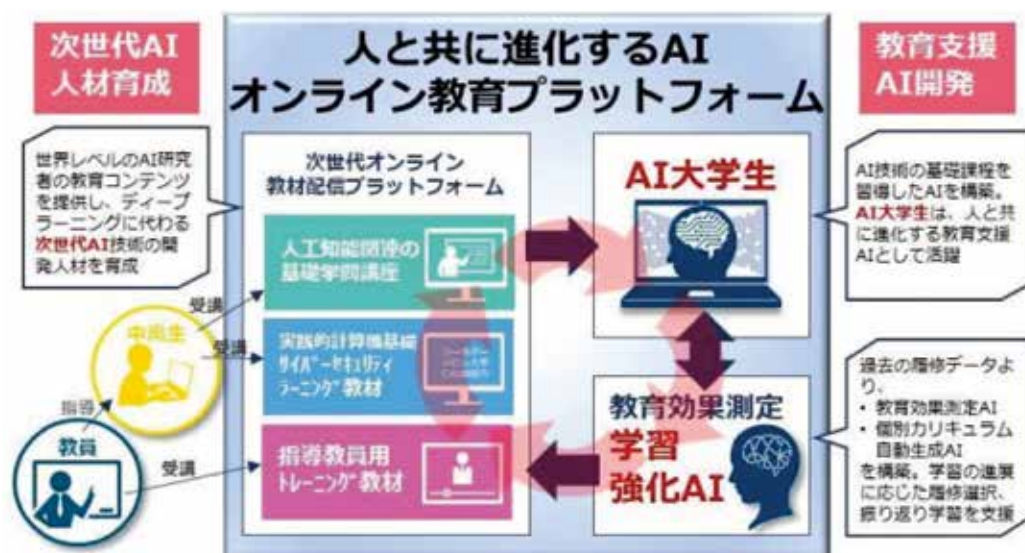 次世代AI
人材育成
人と共に進化するAI
オンライン教育プラットフォーム
教育支援
AI開発
世界レベルのAI研究
者の教育コンテンツ
を提供し、ディープ
ラーニングに代わる
次世代AI技術の開
発人材を育成
次世代オンライン
教材配信プラットフォーム
人工知能関連の
基礎学問講座
実践的計算機基礎
サイバーセキュリティ
ラーニング教材
指導教員用
トレーニング教材
AI大学生
教育効果測定
学習
強化AI
AI技術の基礎課程を
習得したAIを構築。
AI大学生は、人と共
に進化する教育支援
AIとして活躍
過去の履修データよ
り、
• 教育効果測定AI
• 個別カリキュラム
自動生成AI
を構築。学習の進展
に応じた履修選択、
振り返り学習を支援
受講
中央生
受講
指導
教員
受講